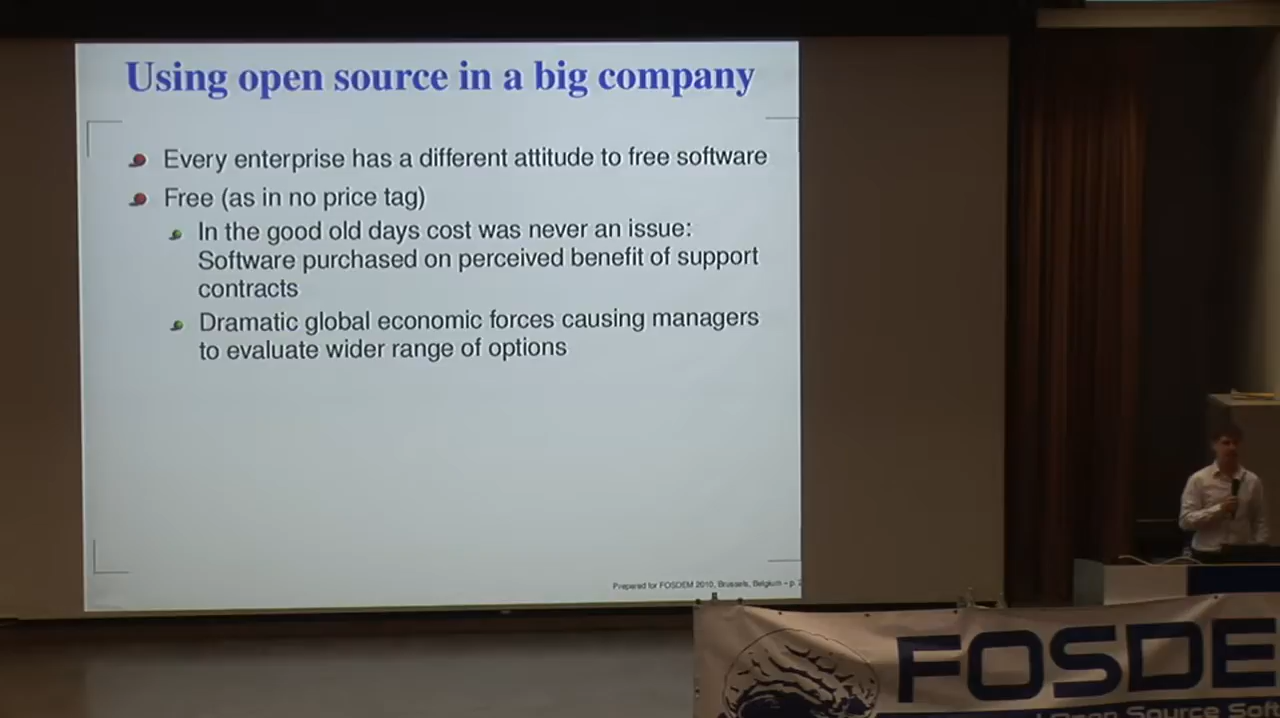 Using open source in a big company
Every enterprise has a different attitude to free software
Free (as in no price tag)
In the good old days cost was never an issue:
Software purchased on perceived benefit of support
contracts
Dramatic global economic forces causing managers
to evaluate wider range of options
Prepared for FOSDEM 2010, Brussels, Belgium – p.
FOSDE
Open Source Soft